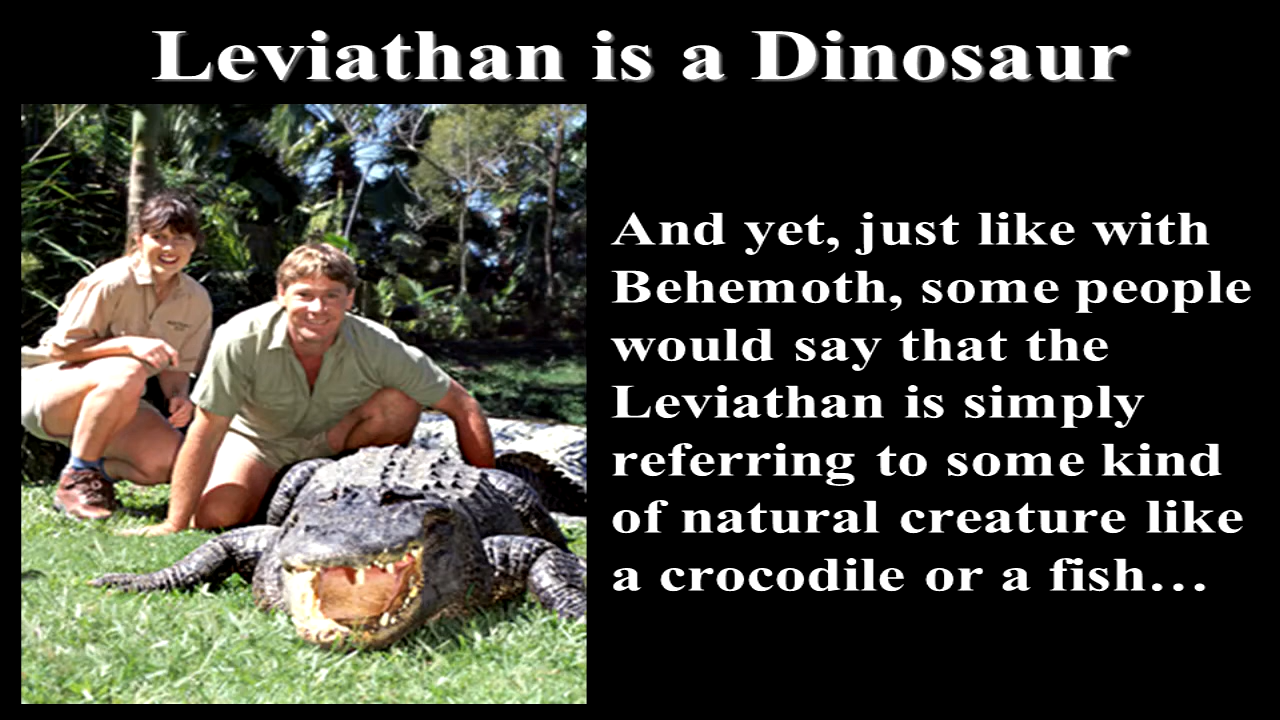 Leviathan is a Dinosaur
And yet, just like with
Behemoth, some people
would say that the
Leviathan is simply
referring to some kind
of natural creature like
a crocodile or a fish…